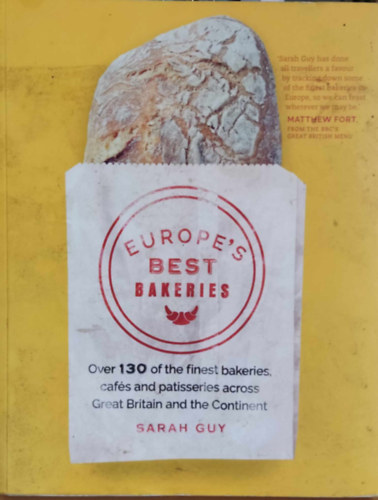 Sarah Guy has done
all travellers a favour
by tracking down some
of the finest bakeries in
Europe, so we can feast
wherever we may be.
MATTHEW FORT,
FROM THE BBC'S
GREAT BRITISH MENU
EUROPE'S
BEST
BAKERIES
Over 130 of the finest bakeries,
cafés and patisseries across
Great Britain and the Continent
SARAH GUY